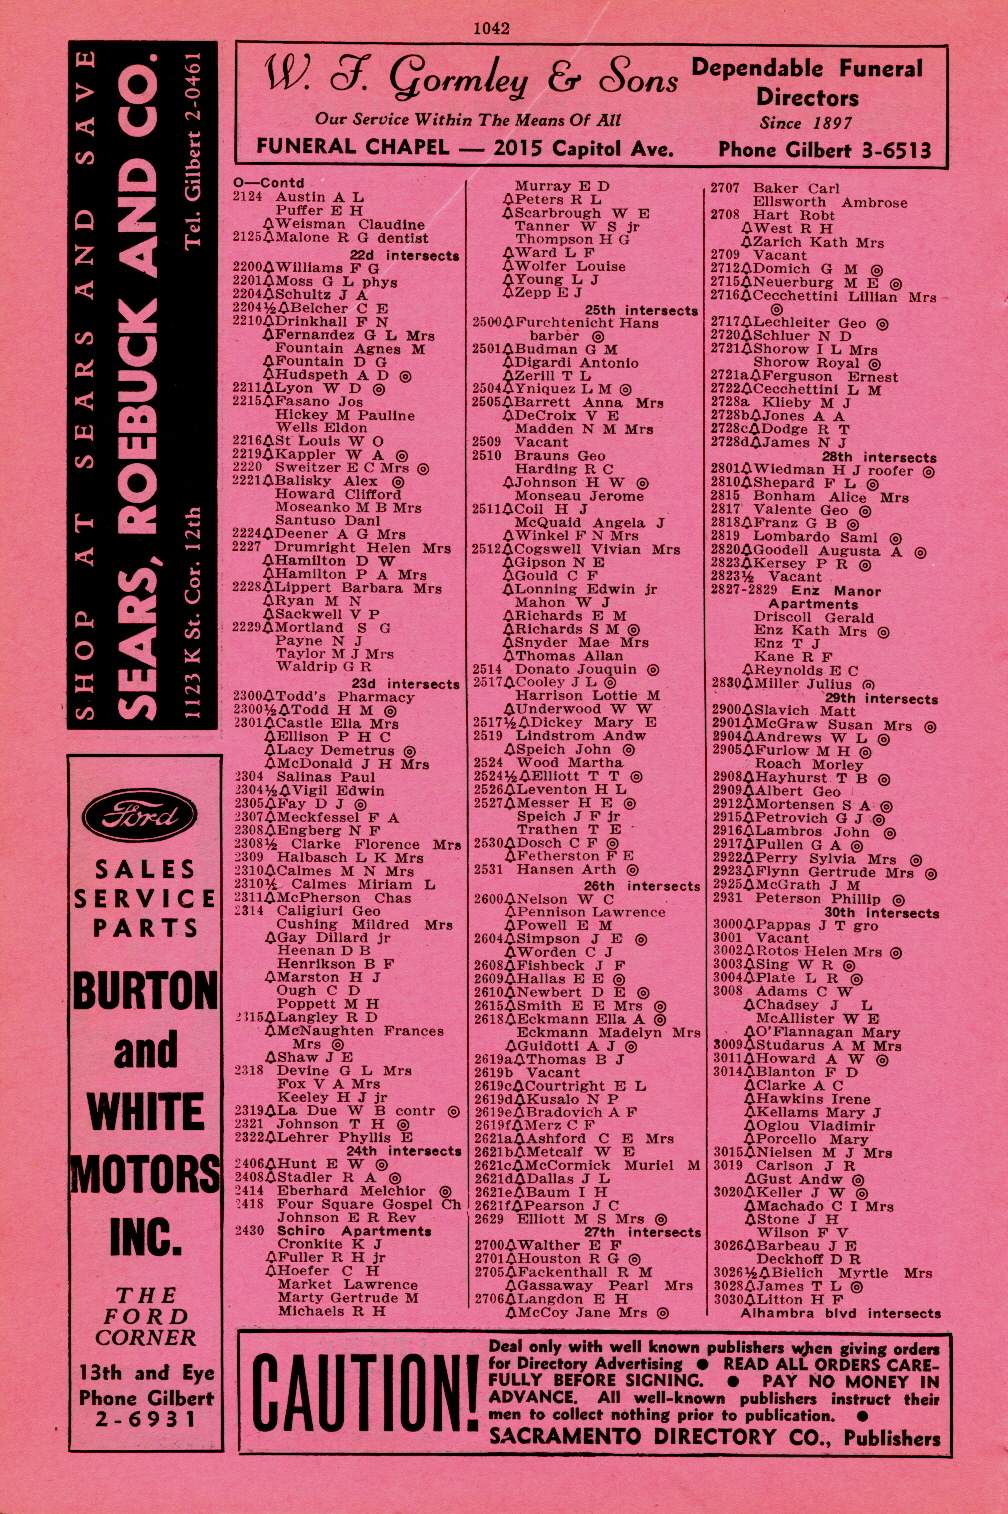 1042
SHOP AT SEARS AND SAVE
SEARS, ROEBUCK AND CO.
1123 K St. Cor. 12th Tel. Gilbert 2-0461
W. F. Gormley & Sons
Our Service Within The Means Of All
FUNERAL CHAPEL — 2015 Capitol Ave.
Dependable Funeral
Directors
Since 1897
Phone Gilbert 3-6513
Ford
SALES
SERVICE
PARTS
BURTON
and
WHITE
MOTORS
INC.
THE
FORD
CORNER
13th and Eye
Phone Gilbert
2-6931
O—Contd
2124 Austin A L
Puffer E H
△Weisman Claudine
2125△Malone R G dentist
22d intersects
2200△Williams F G
2201△Moss G L phys
2204△Schultz J A
2204½△Belcher C E
2210△Drinkhall F N
△Fernandez G L Mrs
Fountain Agnes M
△Fountain D G
△Hudspeth A D ◎
2211△Lyon W D ◎
2215△Fasano Jos
Hickey M Pauline
Wells Eldon
2216△St Louis W O
2219△Kappler W A ◎
2220 Sweitzer E C Mrs ◎
2221△Balisky Alex ◎
Howard Clifford
Moseanko M B Mrs
Santuso Danl
2224△Deener A G Mrs
2227 Drumright Helen Mrs
△Hamilton D W
△Hamilton P A Mrs
2228△Lippert Barbara Mrs
△Ryan M N
△Sackwell V P
2229△Mortland S G
Payne N J
Taylor M J Mrs
Waldrip G R
23d intersects
2300△Todd's Pharmacy
2300½△Todd H M ◎
2301△Castle Ella Mrs
△Ellison P H C
△Lacy Demetrus ◎
△McDonald J H Mrs
2304 Salinas Paul
2304½△Vigil Edwin
2305△Fay D J ◎
2307△Meckfessel F A
2308△Engberg N F
2308½ Clarke Florence Mrs
2309 Halbasch L K Mrs
2310△Calmes M N Mrs
2310½ Calmes Miriam L
2311△McPherson Chas
2314 Caligiuri Geo
Cushing Mildred Mrs
△Gay Dillard jr
Heenan D B
Henrikson B F
△Marston H J
Ough C D
Poppett M H
2315△Langley R D
△McNaughten Frances
Mrs ◎
△Shaw J E
2318 Devine G L Mrs
Fox V A Mrs
Keeley H J jr
2319△La Due W B contr ◎
2321 Johnson T H ◎
2322△Lehrer Phyllis E
24th intersects
2406△Hunt E W ◎
2408△Stadler R A ◎
2414 Eberhard Melchior ◎
2418 Four Square Gospel Ch
Johnson E R Rev
2430 Schiro Apartments
Cronkite K J
△Fuller R H jr
△Hoefer C H
Market Lawrence
Marty Gertrude M
Michaels R H
Murray E D
△Peters R L
△Scarbrough W E
Tanner W S jr
Thompson H G
△Ward L F
△Wolfer Louise
△Young L J
△Zepp E J
25th intersects
2500△Furchtenicht Hans
barber ◎
2501△Budman G M
△Digardi Antonio
△Zerill T L
2504△Yniquez L M ◎
2505△Barrett Anna Mrs
△DeCroix V E
Madden N M Mrs
2509 Vacant
2510 Brauns Geo
Harding R C
△Johnson H W ◎
Monseau Jerome
2511△Coil H J
McQuaid Angela J
△Winkel F N Mrs
2512△Cogswell Vivian Mrs
△Gipson N E
△Gould C F
△Lonning Edwin jr
Mahon W J
△Richards E M
△Richards S M ◎
△Snyder Mae Mrs
△Thomas Allan
2514 Donato Jouquin ◎
2517△Cooley J L ◎
Harrison Lottie M
△Underwood W W
2517½△Dickey Mary E
2519 Lindstrom Andw
△Speich John ◎
2524 Wood Martha
2524½△Elliott T T ◎
2526△Leventon H L
2527△Messer H E ◎
Speich J F jr
Trathen T E
2530△Dosch C F ◎
△Fetherston F E
2531 Hansen Arth ◎
26th intersects
2600△Nelson W C
△Pennison Lawrence
△Powell E M
2604△Simpson J E ◎
△Worden C J
2608△Fishbeck J F
2609△Hallas E E ◎
2610△Newbert D E ◎
2615△Smith E E Mrs ◎
2618△Eckmann Ella A ◎
Eckmann Madelyn Mrs
△Guidotti A J ◎
2619a△Thomas B J
2619b Vacant
2619c△Courtright E L
2619d△Kusalo N P
2619e△Bradovich A F
2619f△Merz C F
2621a△Ashford C E Mrs
2621b△Metcalf W E
2621c△McCormick Muriel M
2621d△Dallas J L
2621e△Baum I H
2621f△Pearson J C
2629 Elliott M S Mrs ◎
27th intersects
2700△Walther E F
2701△Houston R G ◎
2705△Fackenthall R M
△Gassaway Pearl Mrs
2706△Langdon E H
△McCoy Jane Mrs ◎
2707 Baker Carl
Ellsworth Ambrose
2708 Hart Robt
△West R H
△Zarich Kath Mrs
2709 Vacant
2712△Domich G M ◎
2715△Neuerburg M E ◎
2716△Cecchettini Lillian Mrs
◎
2717△Lechleiter Geo ◎
2720△Schluer N D
2721△Shorow I L Mrs
Shorow Royal ◎
2721a△Ferguson Ernest
2722△Cecchettini L M
2728a Klieby M J
2728b△Jones A A
2728c△Dodge R T
2728d△James N J
28th intersects
2801△Wiedman H J roofer ◎
2810△Shepard F L ◎
2815 Bonham Alice Mrs
2817 Valente Geo ◎
2818△Franz G B ◎
2819 Lombardo Saml ◎
2820△Goodell Augusta A ◎
2823△Kersey P R ◎
2823½ Vacant
2827-2829 Enz Manor
Apartments
Driscoll Gerald
Enz Kath Mrs ◎
Enz T J
Kane R F
△Reynolds E C
2830△Miller Julius ◎
29th intersects
2900△Slavich Matt
2901△McGraw Susan Mrs ◎
2904△Andrews W L ◎
2905△Furlow M H ◎
Roach Morley
2908△Hayhurst T B ◎
2909△Albert Geo
2912△Mortensen S A ◎
2915△Petrovich G J ◎
2916△Lambros John ◎
2917△Pullen G A ◎
2922△Perry Sylvia Mrs ◎
2923△Flynn Gertrude Mrs ◎
2925△McGrath J M
2931 Peterson Phillip ◎
30th intersects
3000△Pappas J T gro
3001 Vacant
3002△Rotos Helen Mrs ◎
3003△Sing W R ◎
3004△Plate L R ◎
3008 Adams C W
△Chadsey J L
McAllister W E
△O'Flannagan Mary
3009△Studarus A M Mrs
3011△Howard A W ◎
3014△Blanton F D
△Clarke A C
△Hawkins Irene
△Kellams Mary J
△Oglou Vladimir
△Porcello Mary
3015△Nielsen M J Mrs
3019 Carlson J R
△Gust Andw ◎
3020△Keller J W ◎
△Machado C I Mrs
△Stone J H
Wilson F V
3026△Barbeau J E
Deckhoff D R
3026½△Bielich Myrtle Mrs
3028△James T L ◎
3030△Litton H F
Alhambra blvd intersects
CAUTION!
Deal only with well known publishers when giving orders
for Directory Advertising ● READ ALL ORDERS CARE-
FULLY BEFORE SIGNING. ● PAY NO MONEY IN
ADVANCE. All well-known publishers instruct their
men to collect nothing prior to publication. ●
SACRAMENTO DIRECTORY CO., Publishers